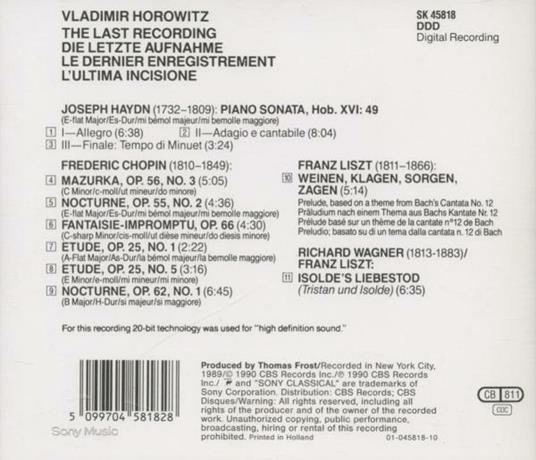 VLADIMIR HOROWITZ
THE LAST RECORDING
DIE LETZTE AUFNAHME
LE DERNIER ENREGISTREMENT
L'ULTIMA INCISIONE
SK 45818
DDD
Digital Recording
JOSEPH HAYDN (1732–1809): PIANO SONATA, Hob. XVI: 49
(E-flat Major/Es-Dur/mi bémol majeur/mi bemolle maggiore)
1 I—Allegro (6:38) 2 II—Adagio e cantabile (8:04)
3 III—Finale: Tempo di Minuet (3:24)
FREDERIC CHOPIN (1810–1849):
4 MAZURKA, OP. 56, NO. 3 (5:05)
(C Minor/c-moll/ut mineur/do minore)
5 NOCTURNE, OP. 55, NO. 2 (4:36)
(E-flat Major/Es-Dur/mi bémol majeur/mi bemolle maggiore)
6 FANTAISIE-IMPROMPTU, OP. 66 (4:30)
(C-sharp Minor/cis-moll/ut dièse mineur/do diesis minore)
7 ETUDE, OP. 25, NO. 1 (2:22)
(A-Flat Major/As-Dur/la bémol majeur/la bemolle maggiore)
8 ETUDE, OP. 25, NO. 5 (3:16)
(E Minor/e-moll/mi mineur/mi minore)
9 NOCTURNE, OP. 62, NO. 1 (6:45)
(B Major/H-Dur/si majeur/si maggiore)
FRANZ LISZT (1811–1866):
10 WEINEN, KLAGEN, SORGEN,
ZAGEN (5:14)
Prelude, based on a theme from Bach's Cantata No. 12
Präludium nach einem Thema aus Bachs Kantate Nr. 12
Prélude basé sur un thème de la cantate n° 12 de Bach
Preludio; basato su di un tema dalla cantata n. 12 di Bach
RICHARD WAGNER (1813-1883)/
FRANZ LISZT:
11 ISOLDE'S LIEBESTOD
(Tristan und Isolde) (6:35)
For this recording 20-bit technology was used for "high definition sound."
5 099704 581828
Sony Music
Produced by Thomas Frost/Recorded in New York City,
1989/© 1990 CBS Records Inc./℗ 1990 CBS Records
Inc./ and "SONY CLASSICAL" are trademarks of
Sony Corporation. Distribution: CBS Records; CBS
Disques/Warning: All rights reserved, including all
rights of the producer and of the owner of the recorded
work. Unauthorized copying, public performance,
broadcasting, hiring or rental of this recording
prohibited. Printed in Holland 01-045818-10
CB 811
CDC